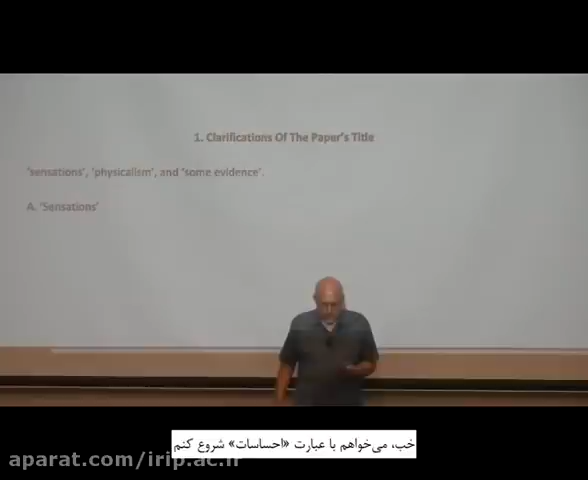 1. Clarifications Of The Paper's Title
'sensations', 'physicalism', and 'some evidence'.
A. 'Sensations'
خب، می‌خواهم با عبارت «احساسات» شروع کنم
aparat.com/irip.ac.ir